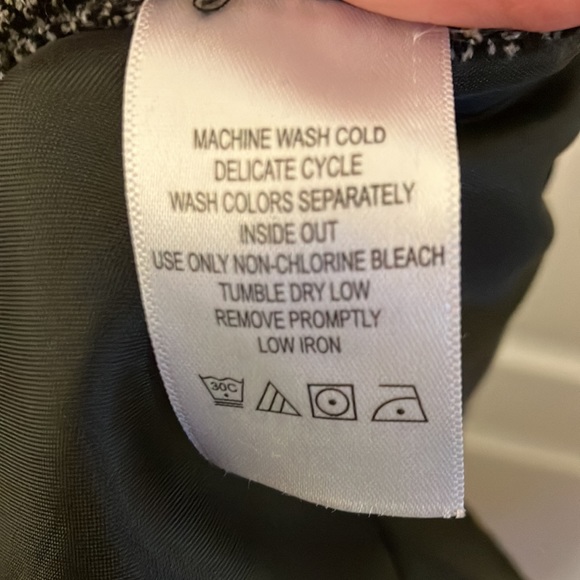 MACHINE WASH COLD
DELICATE CYCLE
WASH COLORS SEPARATELY
INSIDE OUT
USE ONLY NON-CHLORINE BLEACH
TUMBLE DRY LOW
REMOVE PROMPTLY
LOW IRON
30C